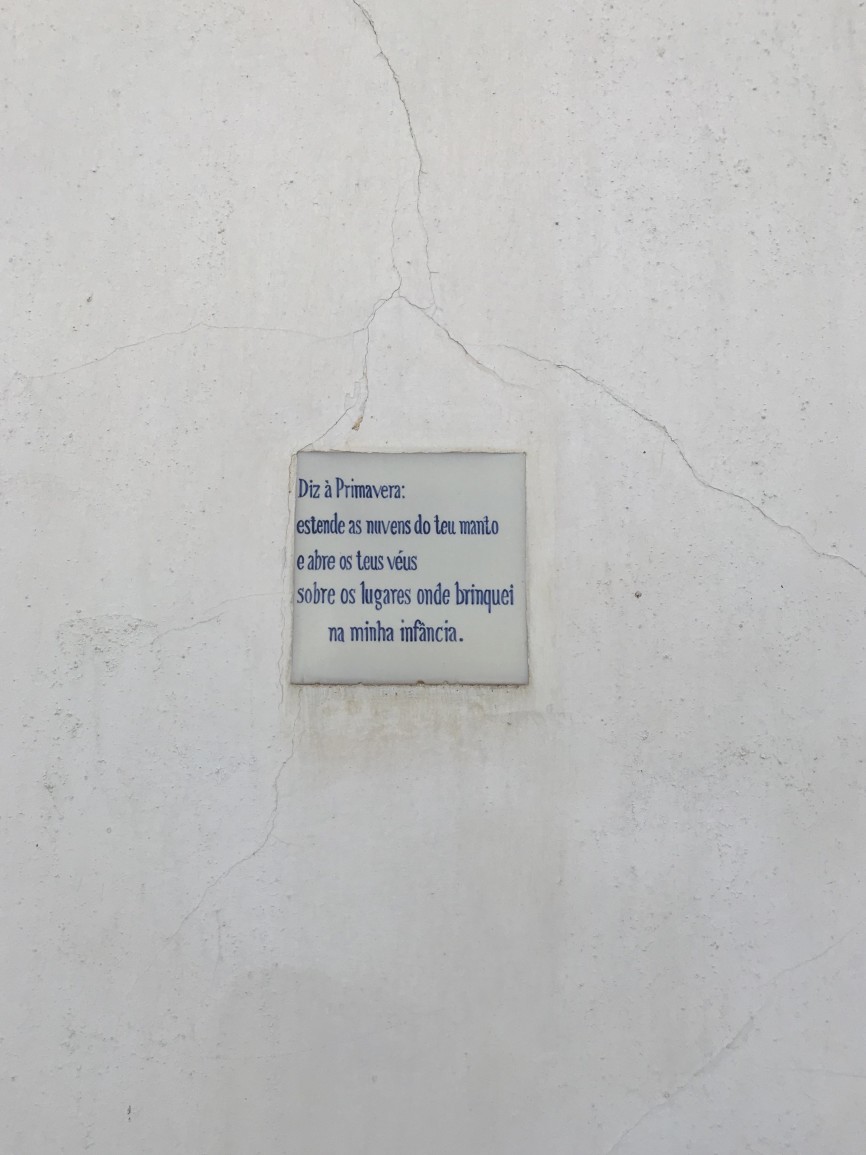 Diz à Primavera:
estende as nuvens do teu manto
e abre os teus véus
sobre os lugares onde brinquei
na minha infância.